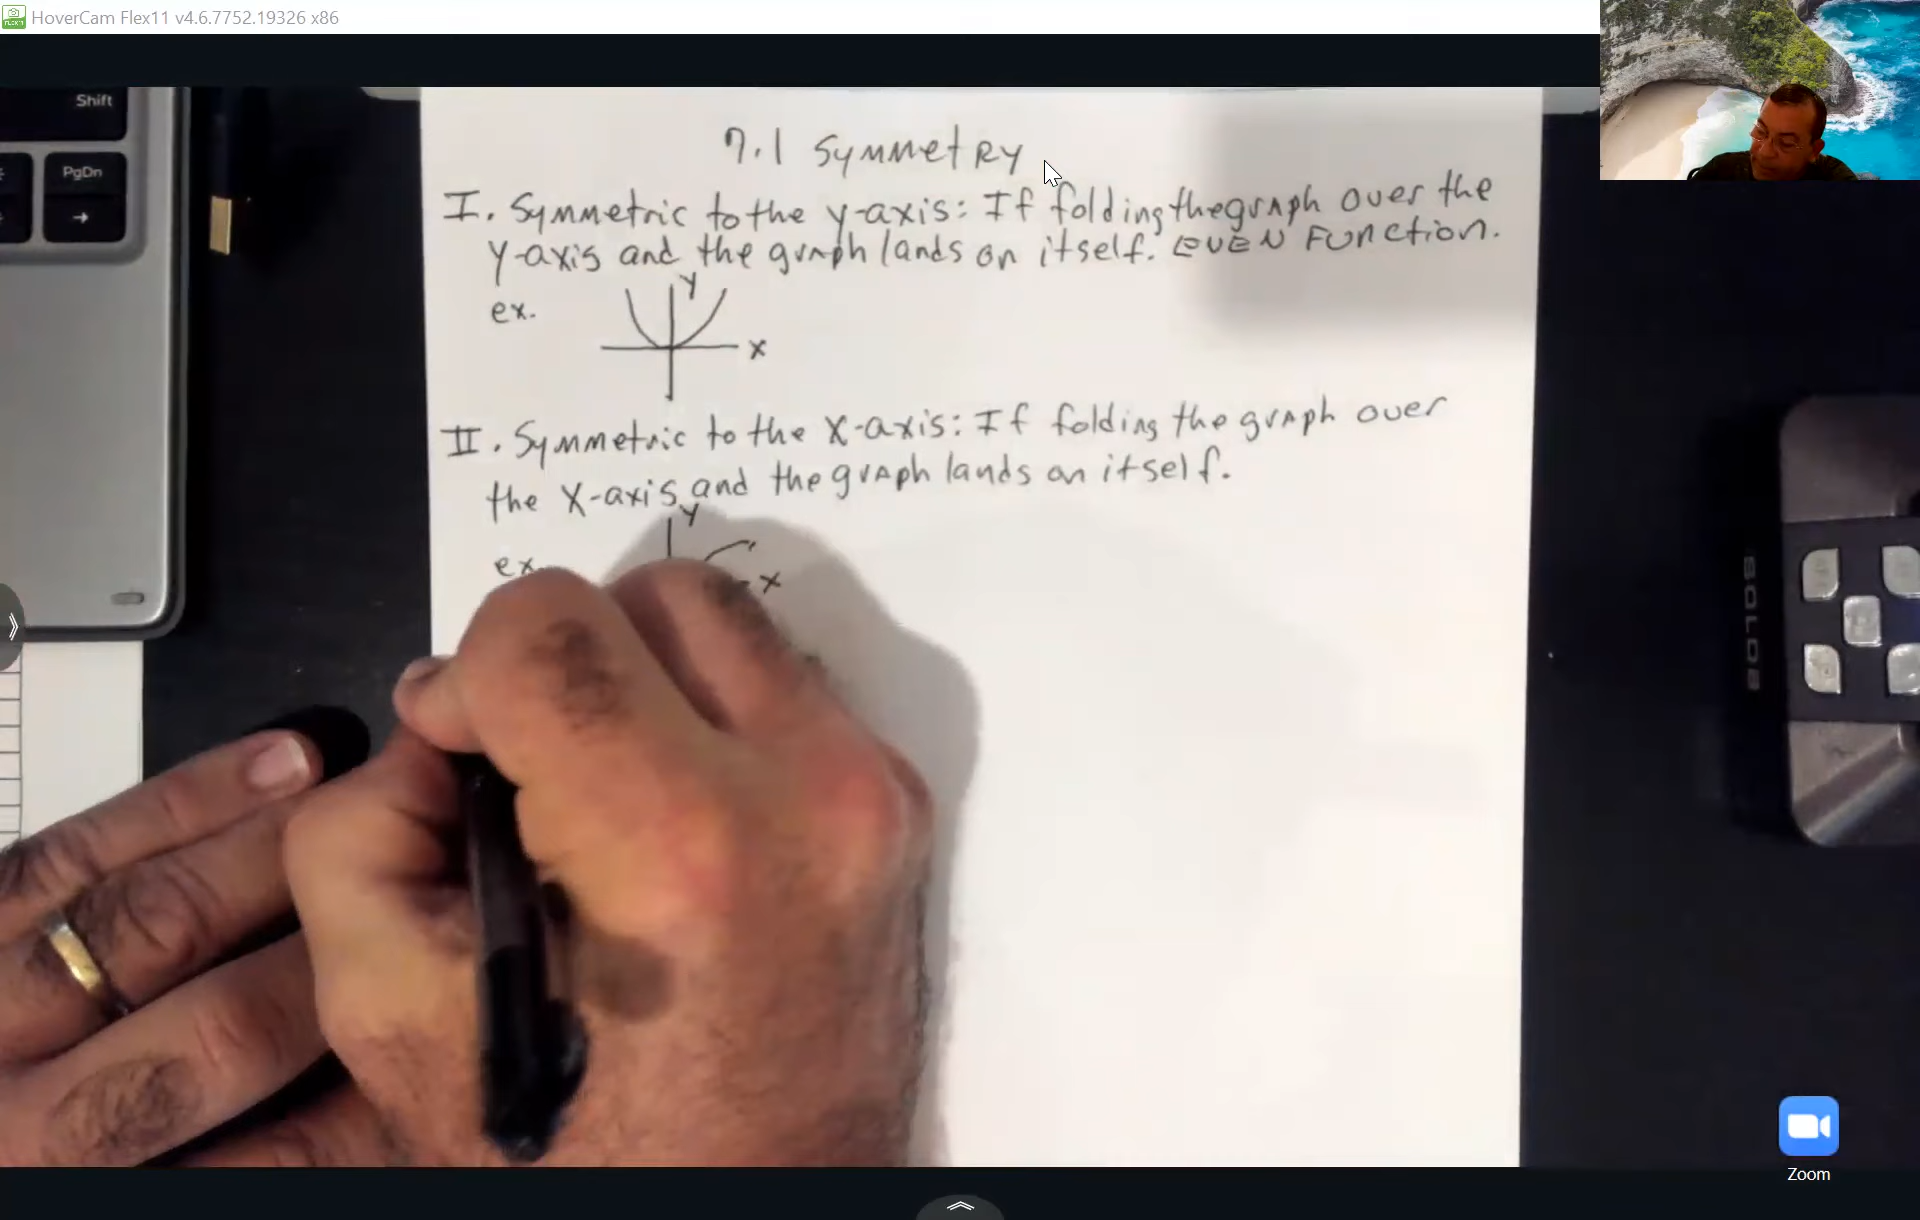 HoverCam Flex11 v4.6.7752.19326 x86
Shift
PgDn
→
7.1 Symmetry
I. Symmetric to the y-axis: If folding the graph over the
y-axis and the graph lands on itself. EVEN Function.
ex.
y
x
II. Symmetric to the X-axis: If folding the graph over
the X-axis and the graph lands on itself.
ex.
y
x
BOLOS
Zoom